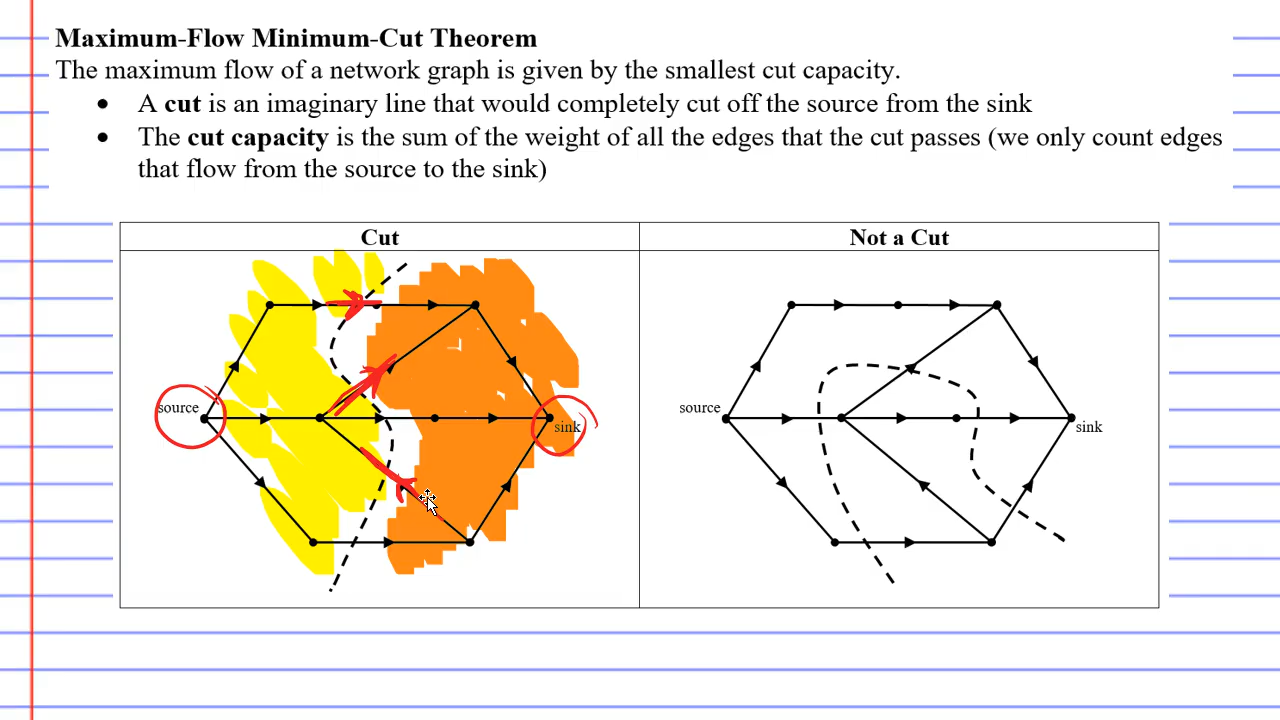 Maximum-Flow Minimum-Cut Theorem
The maximum flow of a network graph is given by the smallest cut capacity.
• A cut is an imaginary line that would completely cut off the source from the sink
• The cut capacity is the sum of the weight of all the edges that the cut passes (we only count edges
that flow from the source to the sink)
Cut
Not a Cut
source
sink
source
sink